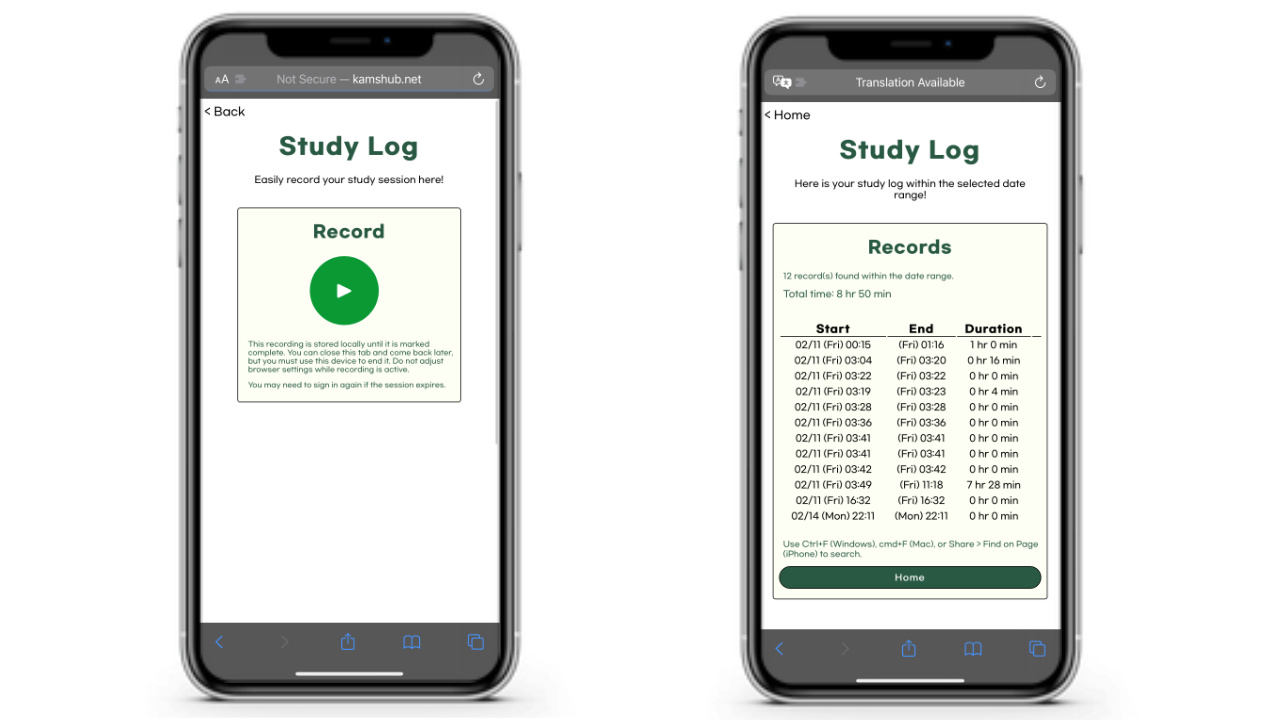 AA Not Secure — kamshub.net
< Back
Study Log
Easily record your study session here!
Record
This recording is stored locally until it is marked
complete. You can close this tab and come back later,
but you must use this device to end it. Do not adjust
browser settings while recording is active.
You may need to sign in again if the session expires.
Translation Available
< Home
Study Log
Here is your study log within the selected date
range!
Records
12 record(s) found within the date range.
Total time: 8 hr 50 min
Start End Duration
02/11 (Fri) 00:15 (Fri) 01:16 1 hr 0 min
02/11 (Fri) 03:04 (Fri) 03:20 0 hr 16 min
02/11 (Fri) 03:22 (Fri) 03:22 0 hr 0 min
02/11 (Fri) 03:19 (Fri) 03:23 0 hr 4 min
02/11 (Fri) 03:28 (Fri) 03:28 0 hr 0 min
02/11 (Fri) 03:36 (Fri) 03:36 0 hr 0 min
02/11 (Fri) 03:41 (Fri) 03:41 0 hr 0 min
02/11 (Fri) 03:41 (Fri) 03:41 0 hr 0 min
02/11 (Fri) 03:42 (Fri) 03:42 0 hr 0 min
02/11 (Fri) 03:49 (Fri) 11:18 7 hr 28 min
02/11 (Fri) 16:32 (Fri) 16:32 0 hr 0 min
02/14 (Mon) 22:11 (Mon) 22:11 0 hr 0 min
Use Ctrl+F (Windows), cmd+F (Mac), or Share > Find on Page
(iPhone) to search.
Home